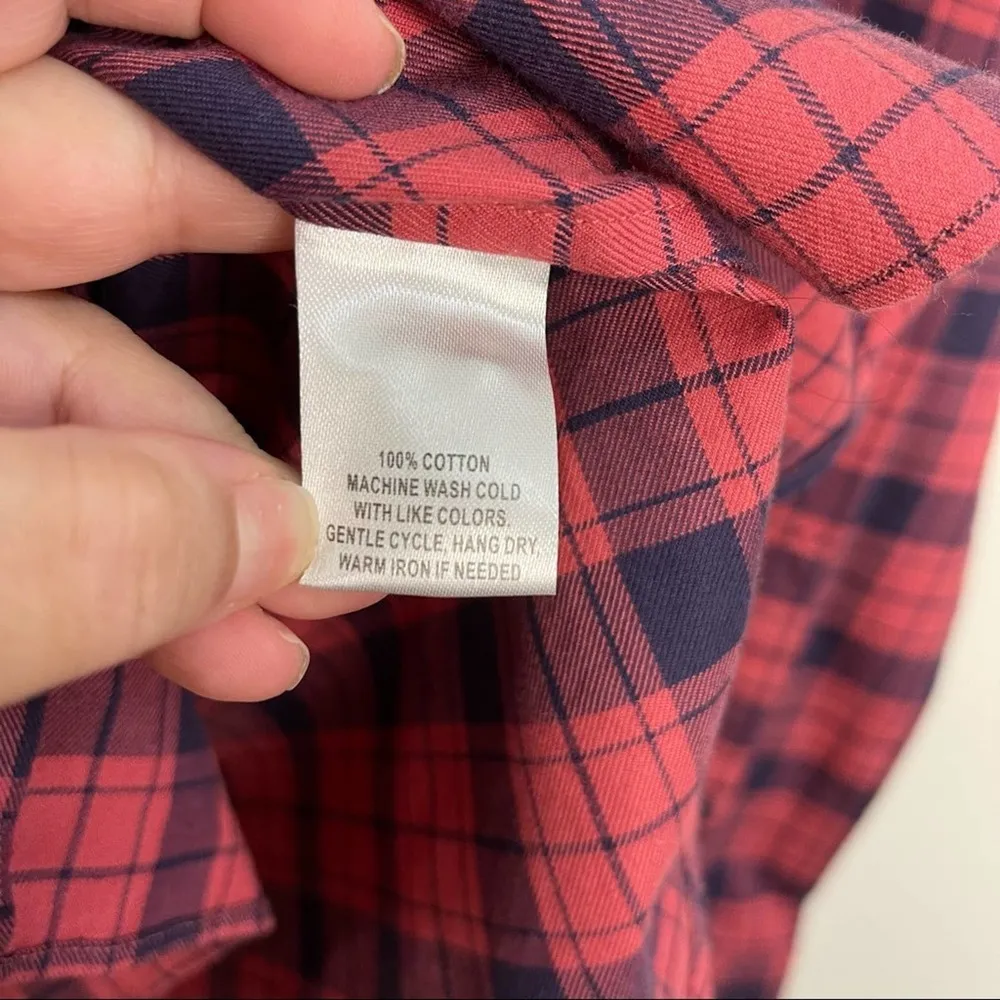 100% COTTON
MACHINE WASH COLD
WITH LIKE COLORS.
GENTLE CYCLE, HANG DRY,
WARM IRON IF NEEDED